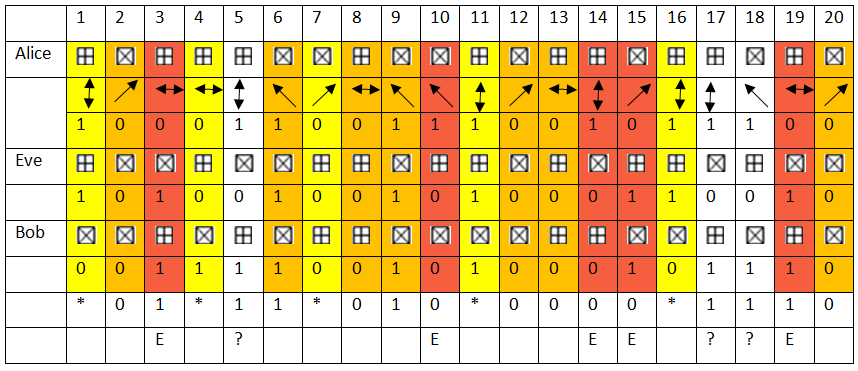 1 2 3 4 5 6 7 8 9 10 11 12 13 14 15 16 17 18 19 20
Alice
1 0 0 0 1 1 0 0 1 1 1 0 0 1 0 1 1 1 0 0
Eve
1 0 1 0 0 1 0 0 1 0 1 0 0 0 1 1 0 0 1 0
Bob
0 0 1 1 1 1 0 0 1 0 1 0 0 0 1 0 1 1 1 0
* 0 1 * 1 1 * 0 1 0 * 0 0 0 0 * 1 1 1 0
E ? E E E ? ? E